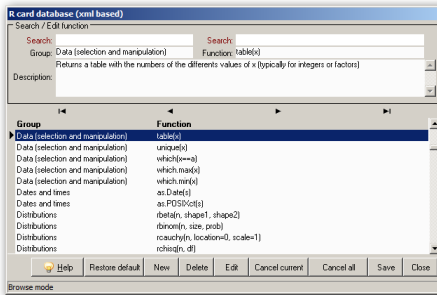 R card database (xml based)
Search / Edit function
Search: Search:
Group: Data (selection and manipulation) Function: table(x)
Description: Returns a table with the numbers of the differents values of x (typically for integers or factors)
Group Function
Data (selection and manipulation) table(x)
Data (selection and manipulation) unique(x)
Data (selection and manipulation) which(x==a)
Data (selection and manipulation) which.max(x)
Data (selection and manipulation) which.min(x)
Dates and times as.Date(s)
Dates and times as.POSIXct(s)
Distributions rbeta(n, shape1, shape2)
Distributions rbinom(n, size, prob)
Distributions rcauchy(n, location=0, scale=1)
Distributions rchisq(n, df)
Help Restore default New Delete Edit Cancel current Cancel all Save Close
Browse mode